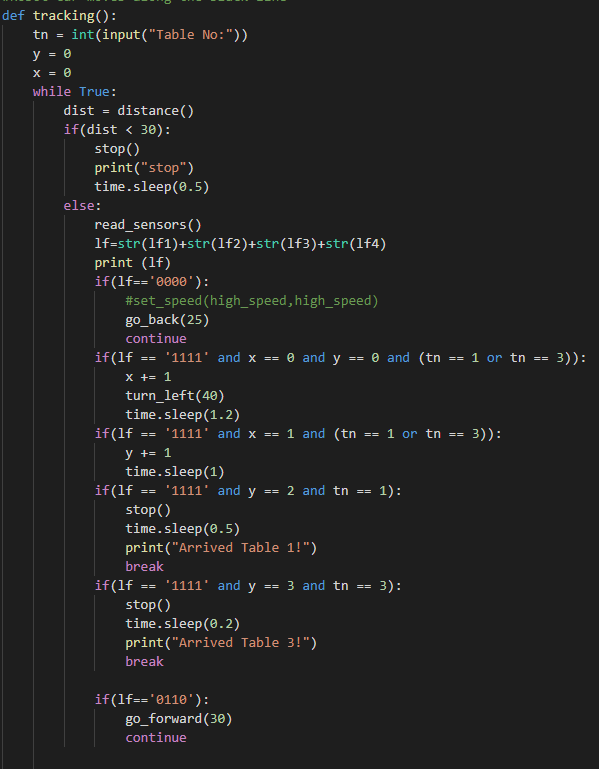 def tracking():
    tn = int(input("Table No:"))
    y = 0
    x = 0
    while True:
        dist = distance()
        if(dist < 30):
            stop()
            print("stop")
            time.sleep(0.5)
        else:
            read_sensors()
            lf=str(lf1)+str(lf2)+str(lf3)+str(lf4)
            print (lf)
            if(lf=='0000'):
                #set_speed(high_speed,high_speed)
                go_back(25)
                continue
            if(lf == '1111' and x == 0 and y == 0 and (tn == 1 or tn == 3)):
                x += 1
                turn_left(40)
                time.sleep(1.2)
            if(lf == '1111' and x == 1 and (tn == 1 or tn == 3)):
                y += 1
                time.sleep(1)
            if(lf == '1111' and y == 2 and tn == 1):
                stop()
                time.sleep(0.5)
                print("Arrived Table 1!")
                break
            if(lf == '1111' and y == 3 and tn == 3):
                stop()
                time.sleep(0.2)
                print("Arrived Table 3!")
                break
            if(lf=='0110'):
                go_forward(30)
                continue